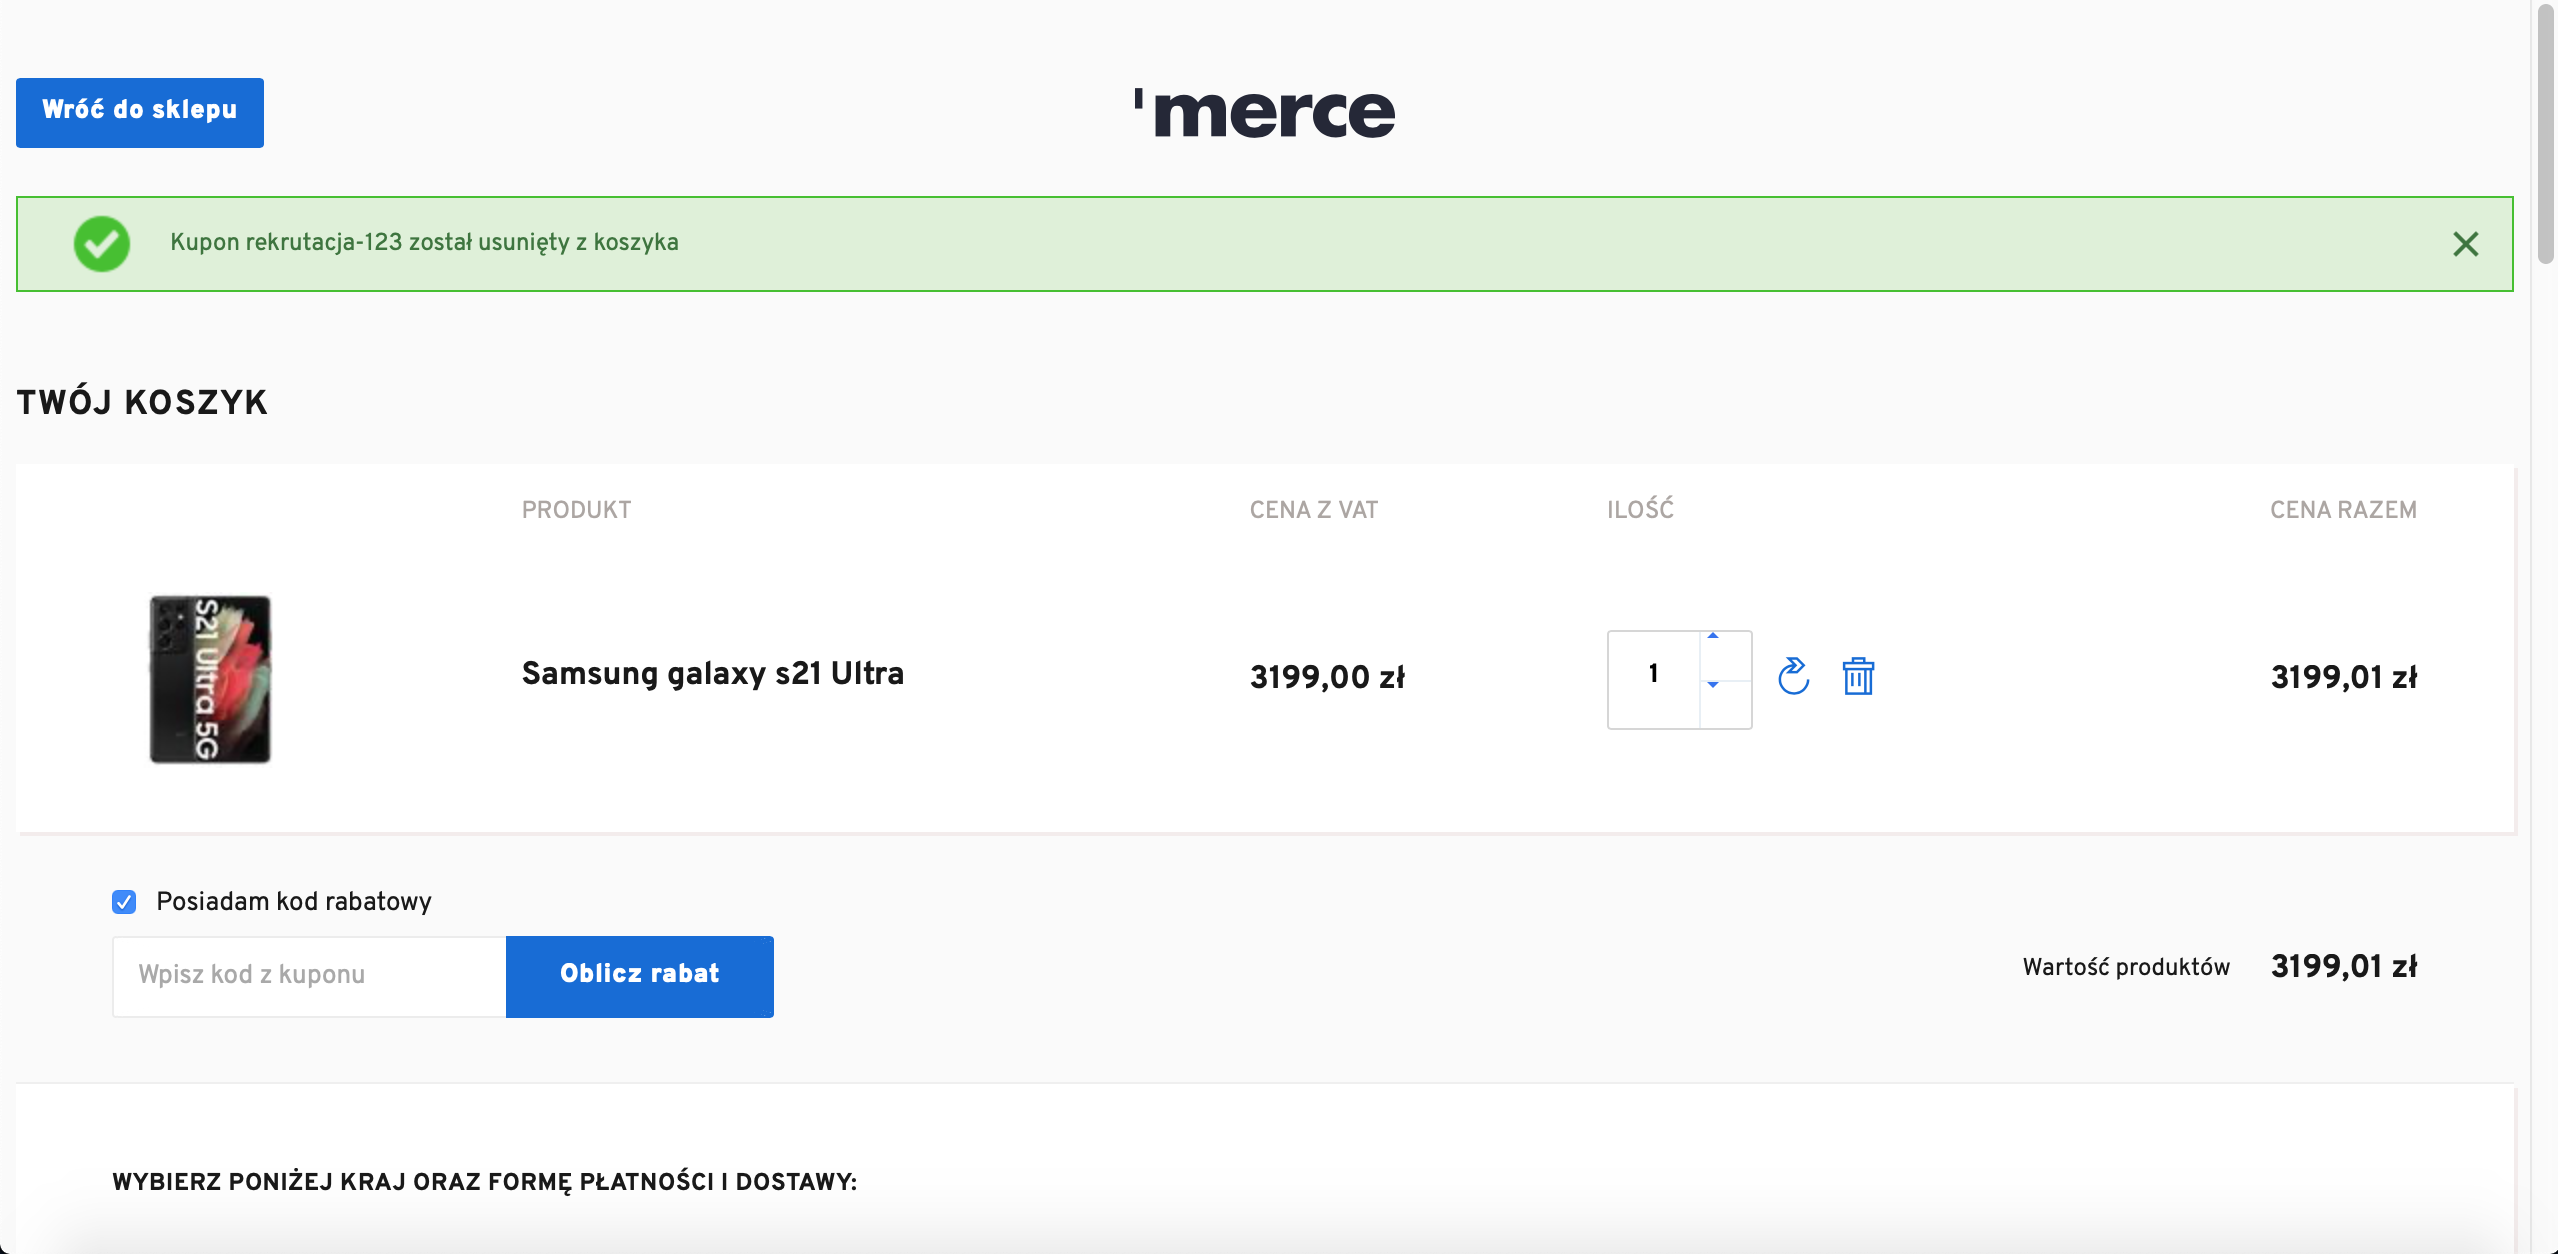 Wróć do sklepu
'merce
Kupon rekrutacja-123 został usunięty z koszyka
TWÓJ KOSZYK
PRODUKT CENA Z VAT ILOŚĆ CENA RAZEM
S21 Ultra 5G
Samsung galaxy s21 Ultra 3199,00 zł 1 3199,01 zł
Posiadam kod rabatowy
Wpisz kod z kuponu Oblicz rabat
Wartość produktów 3199,01 zł
WYBIERZ PONIŻEJ KRAJ ORAZ FORMĘ PŁATNOŚCI I DOSTAWY: